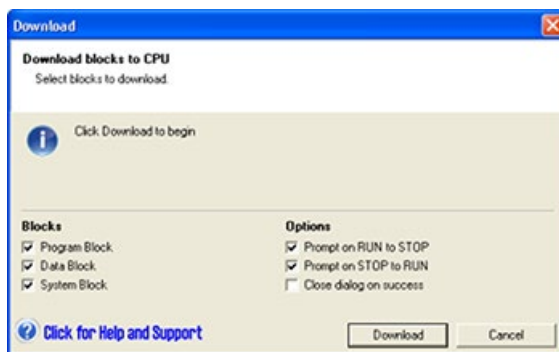 Download
Download blocks to CPU
Select blocks to download.
Click Download to begin
Blocks
Program Block
Data Block
System Block
Options
Prompt on RUN to STOP
Prompt on STOP to RUN
Close dialog on success
Click for Help and Support
Download
Cancel